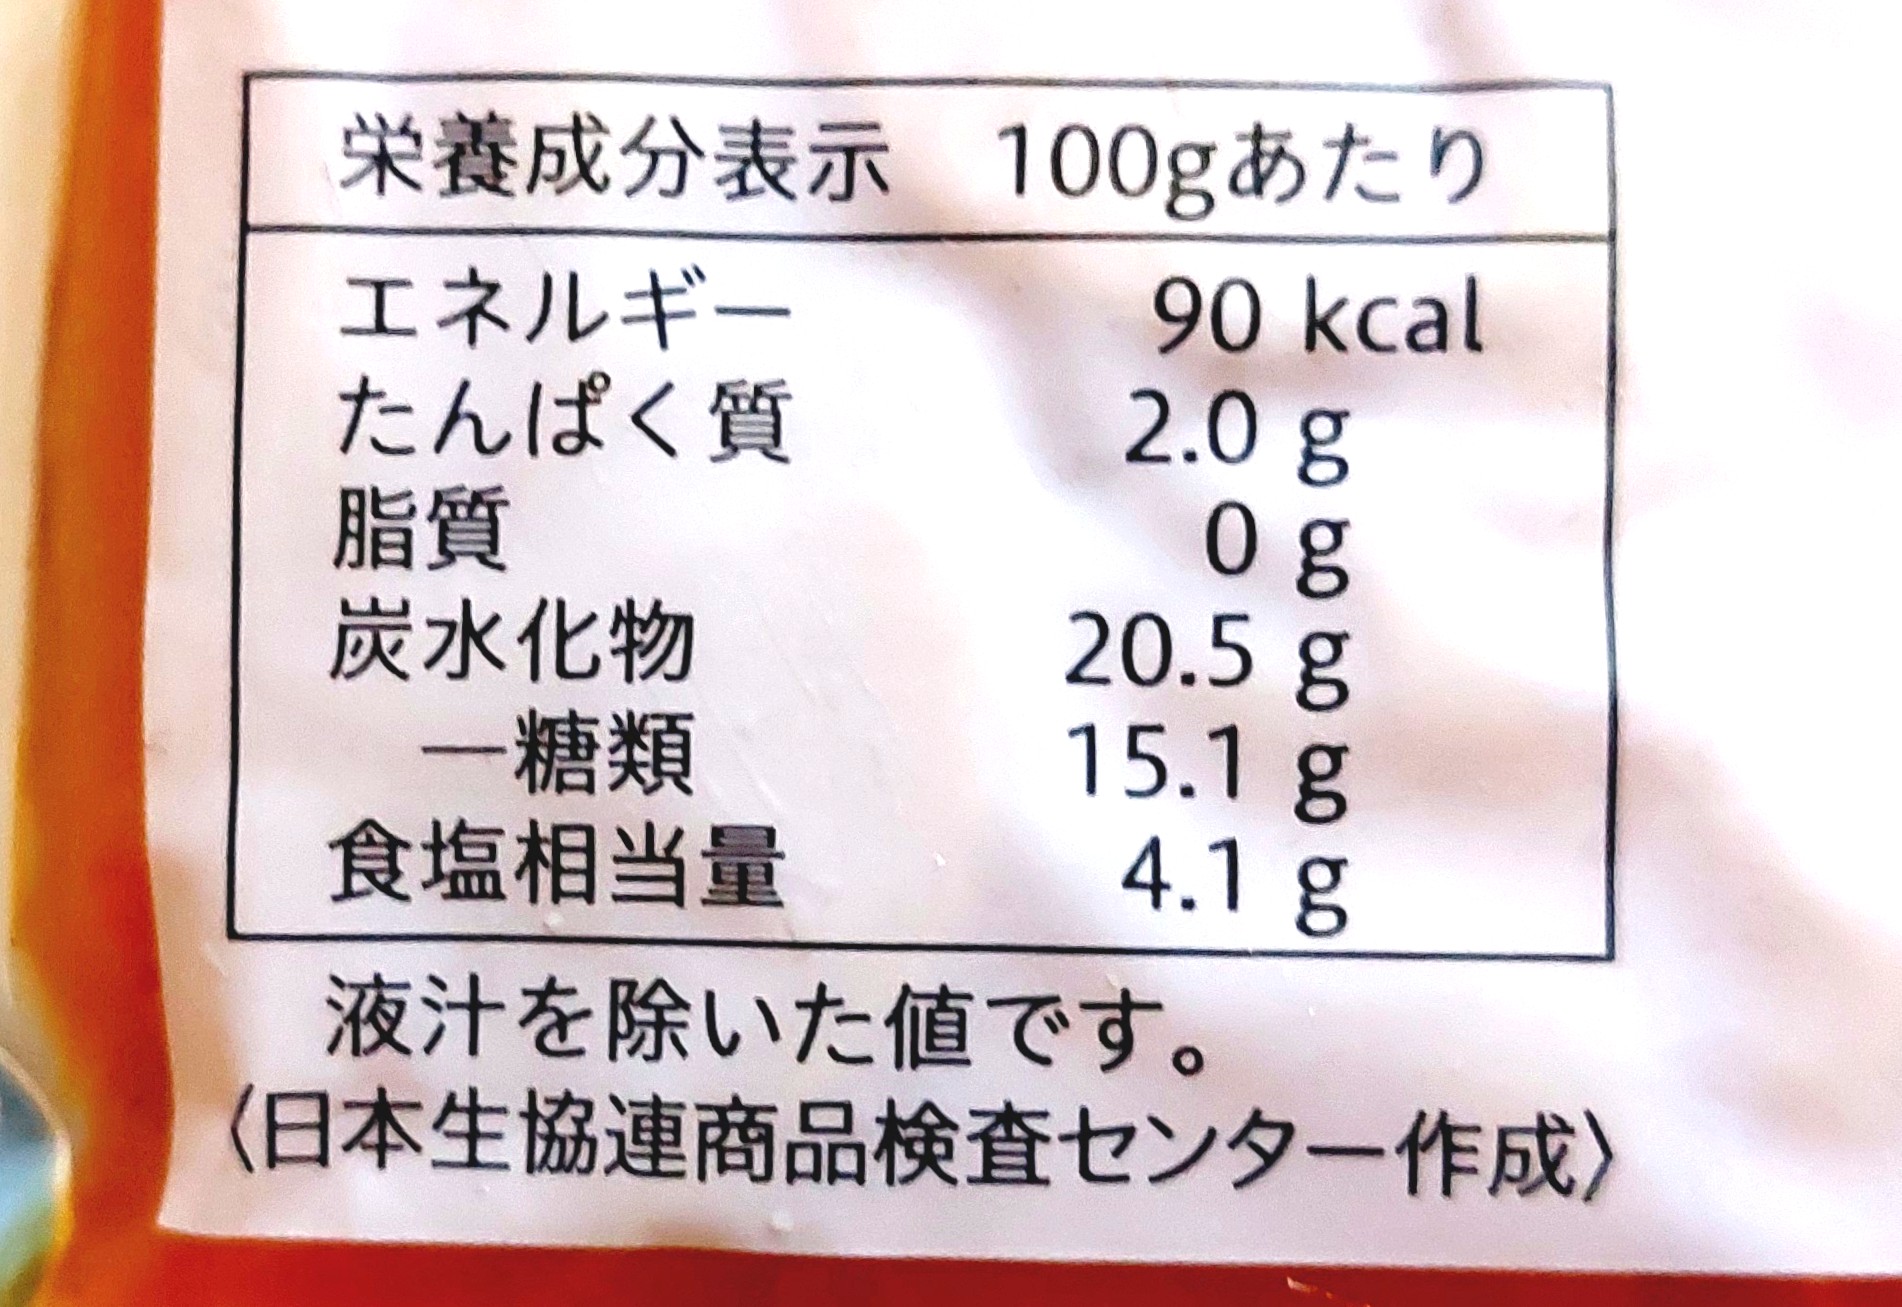 栄養成分表示 100gあたり
エネルギー 90 kcal
たんぱく質 2.0 g
脂質 0 g
炭水化物 20.5 g
―糖類 15.1 g
食塩相当量 4.1 g
液汁を除いた値です。
〈日本生協連商品検査センター作成〉